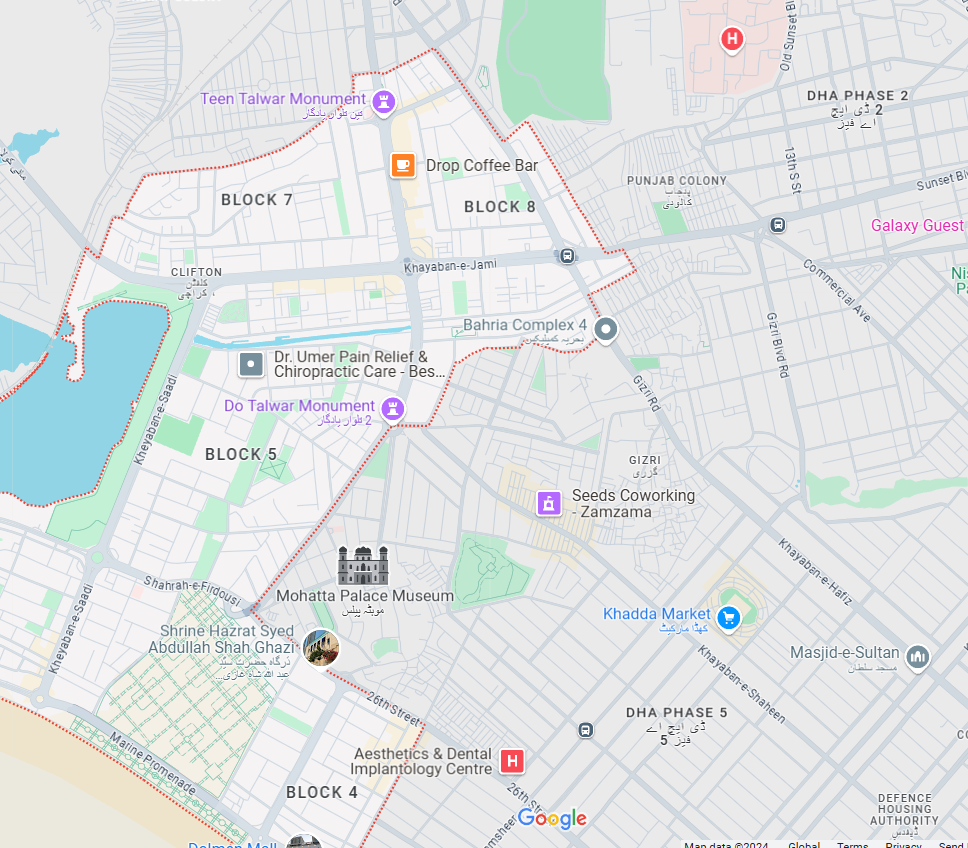 H
Old Sunset
DHA PHASE 2
ڈی ایچ 2
اے فیز
Teen Talwar Monument
تین تلوار یادگار
Drop Coffee Bar
13th S St
PUNJAB COLONY
پنجاب
کالونی
Sunset Blv
BLOCK 7
BLOCK 8
Galaxy Guest
Khayaban-e-Jami
CLIFTON
کلفٹن
، کراچی
Commercial Ave
Ni
Pa
Bahria Complex 4
بحریہ کمپلیکس
Gizri Blvd Rd
Dr. Umer Pain Relief &
Chiropractic Care - Bes...
Gizri Rd
Kheyaban-e-Saadi
Do Talwar Monument
2 تلوار یادگار
BLOCK 5
GIZRI
گزری
Seeds Coworking
- Zamzama
Khayaban-e-Hafiz
Shahrah-e-Firdousi
Mohatta Palace Museum
موہٹہ پیلس
Kheyaban-e-Saadi
Khadda Market
کھڈا مارکیٹ
Shrine Hazrat Syed
Abdullah Shah Ghazi
درگاہ حضرت سید
عبد اللہ شاہ غازی...
Masjid-e-Sultan
مسجد سلطان
Khayaban-e-Shaheen
26th Street
DHA PHASE 5
ڈی ایچ اے
فیز 5
Marine Promenade
Aesthetics & Dental
Implantology Centre
H
BLOCK 4
26th St
Google
DEFENCE
HOUSING
AUTHORITY
ڈیفنس
Dolmen Mall
Map data ©2024 Global Terms Privacy Send